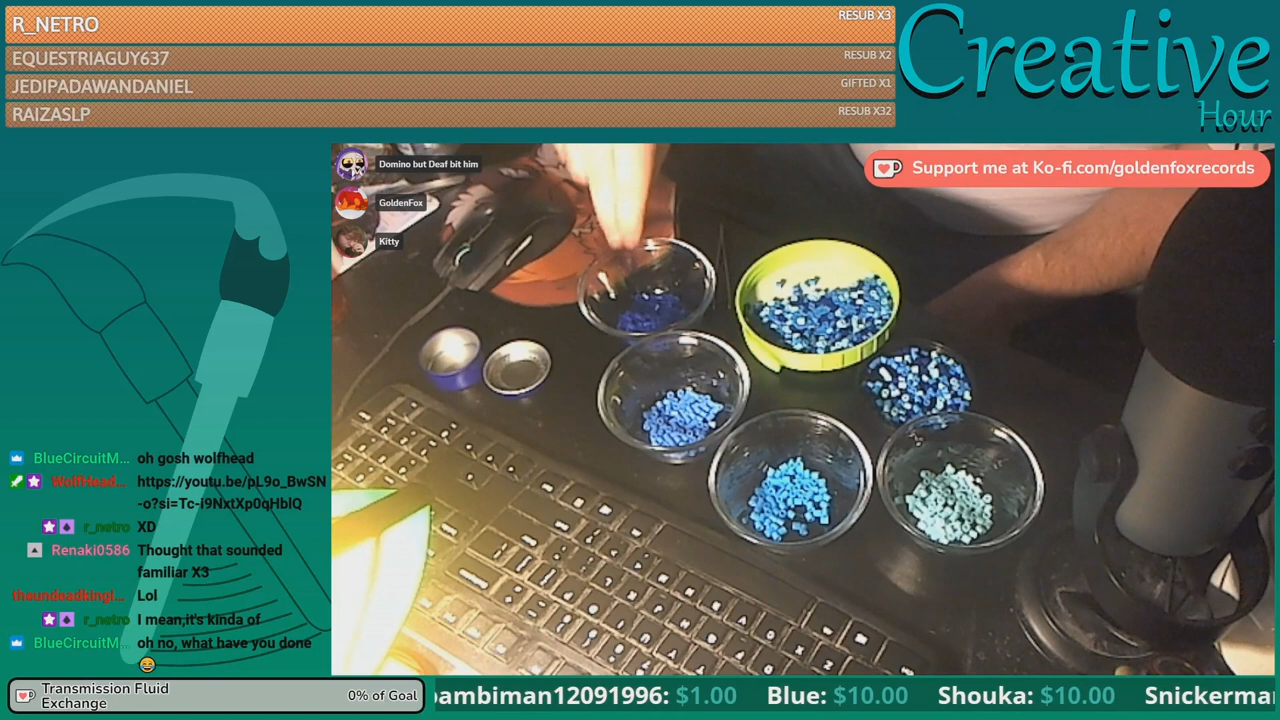 R_NETRO
RESUB X3
EQUESTRIAGUY637
RESUB X2
JEDIPADAWANDANIEL
GIFTED X1
RAIZASLP
RESUB X32
Creative
Hour
Support me at Ko-fi.com/goldenfoxrecords
Domino but Deaf bit him
GoldenFox
Kitty
BlueCircuitM... oh gosh wolfhead
WolfHead... https://youtu.be/pL9o_BwSN
-o?si=Tc-I9NxtXp0qHblQ
r_netro XD
Renaki0586 Thought that sounded
familiar X3
theundeadkingl... Lol
r_netro I mean,it's kinda of
BlueCircuitM... oh no, what have you done
😂
Transmission Fluid
Exchange
0% of Goal
bambiman12091996: $1.00 Blue: $10.00 Shouka: $10.00 Snickerma